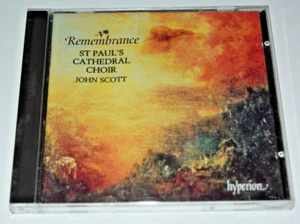 Remembrance
ST PAUL'S
CATHEDRAL
CHOIR
JOHN SCOTT
hyperion